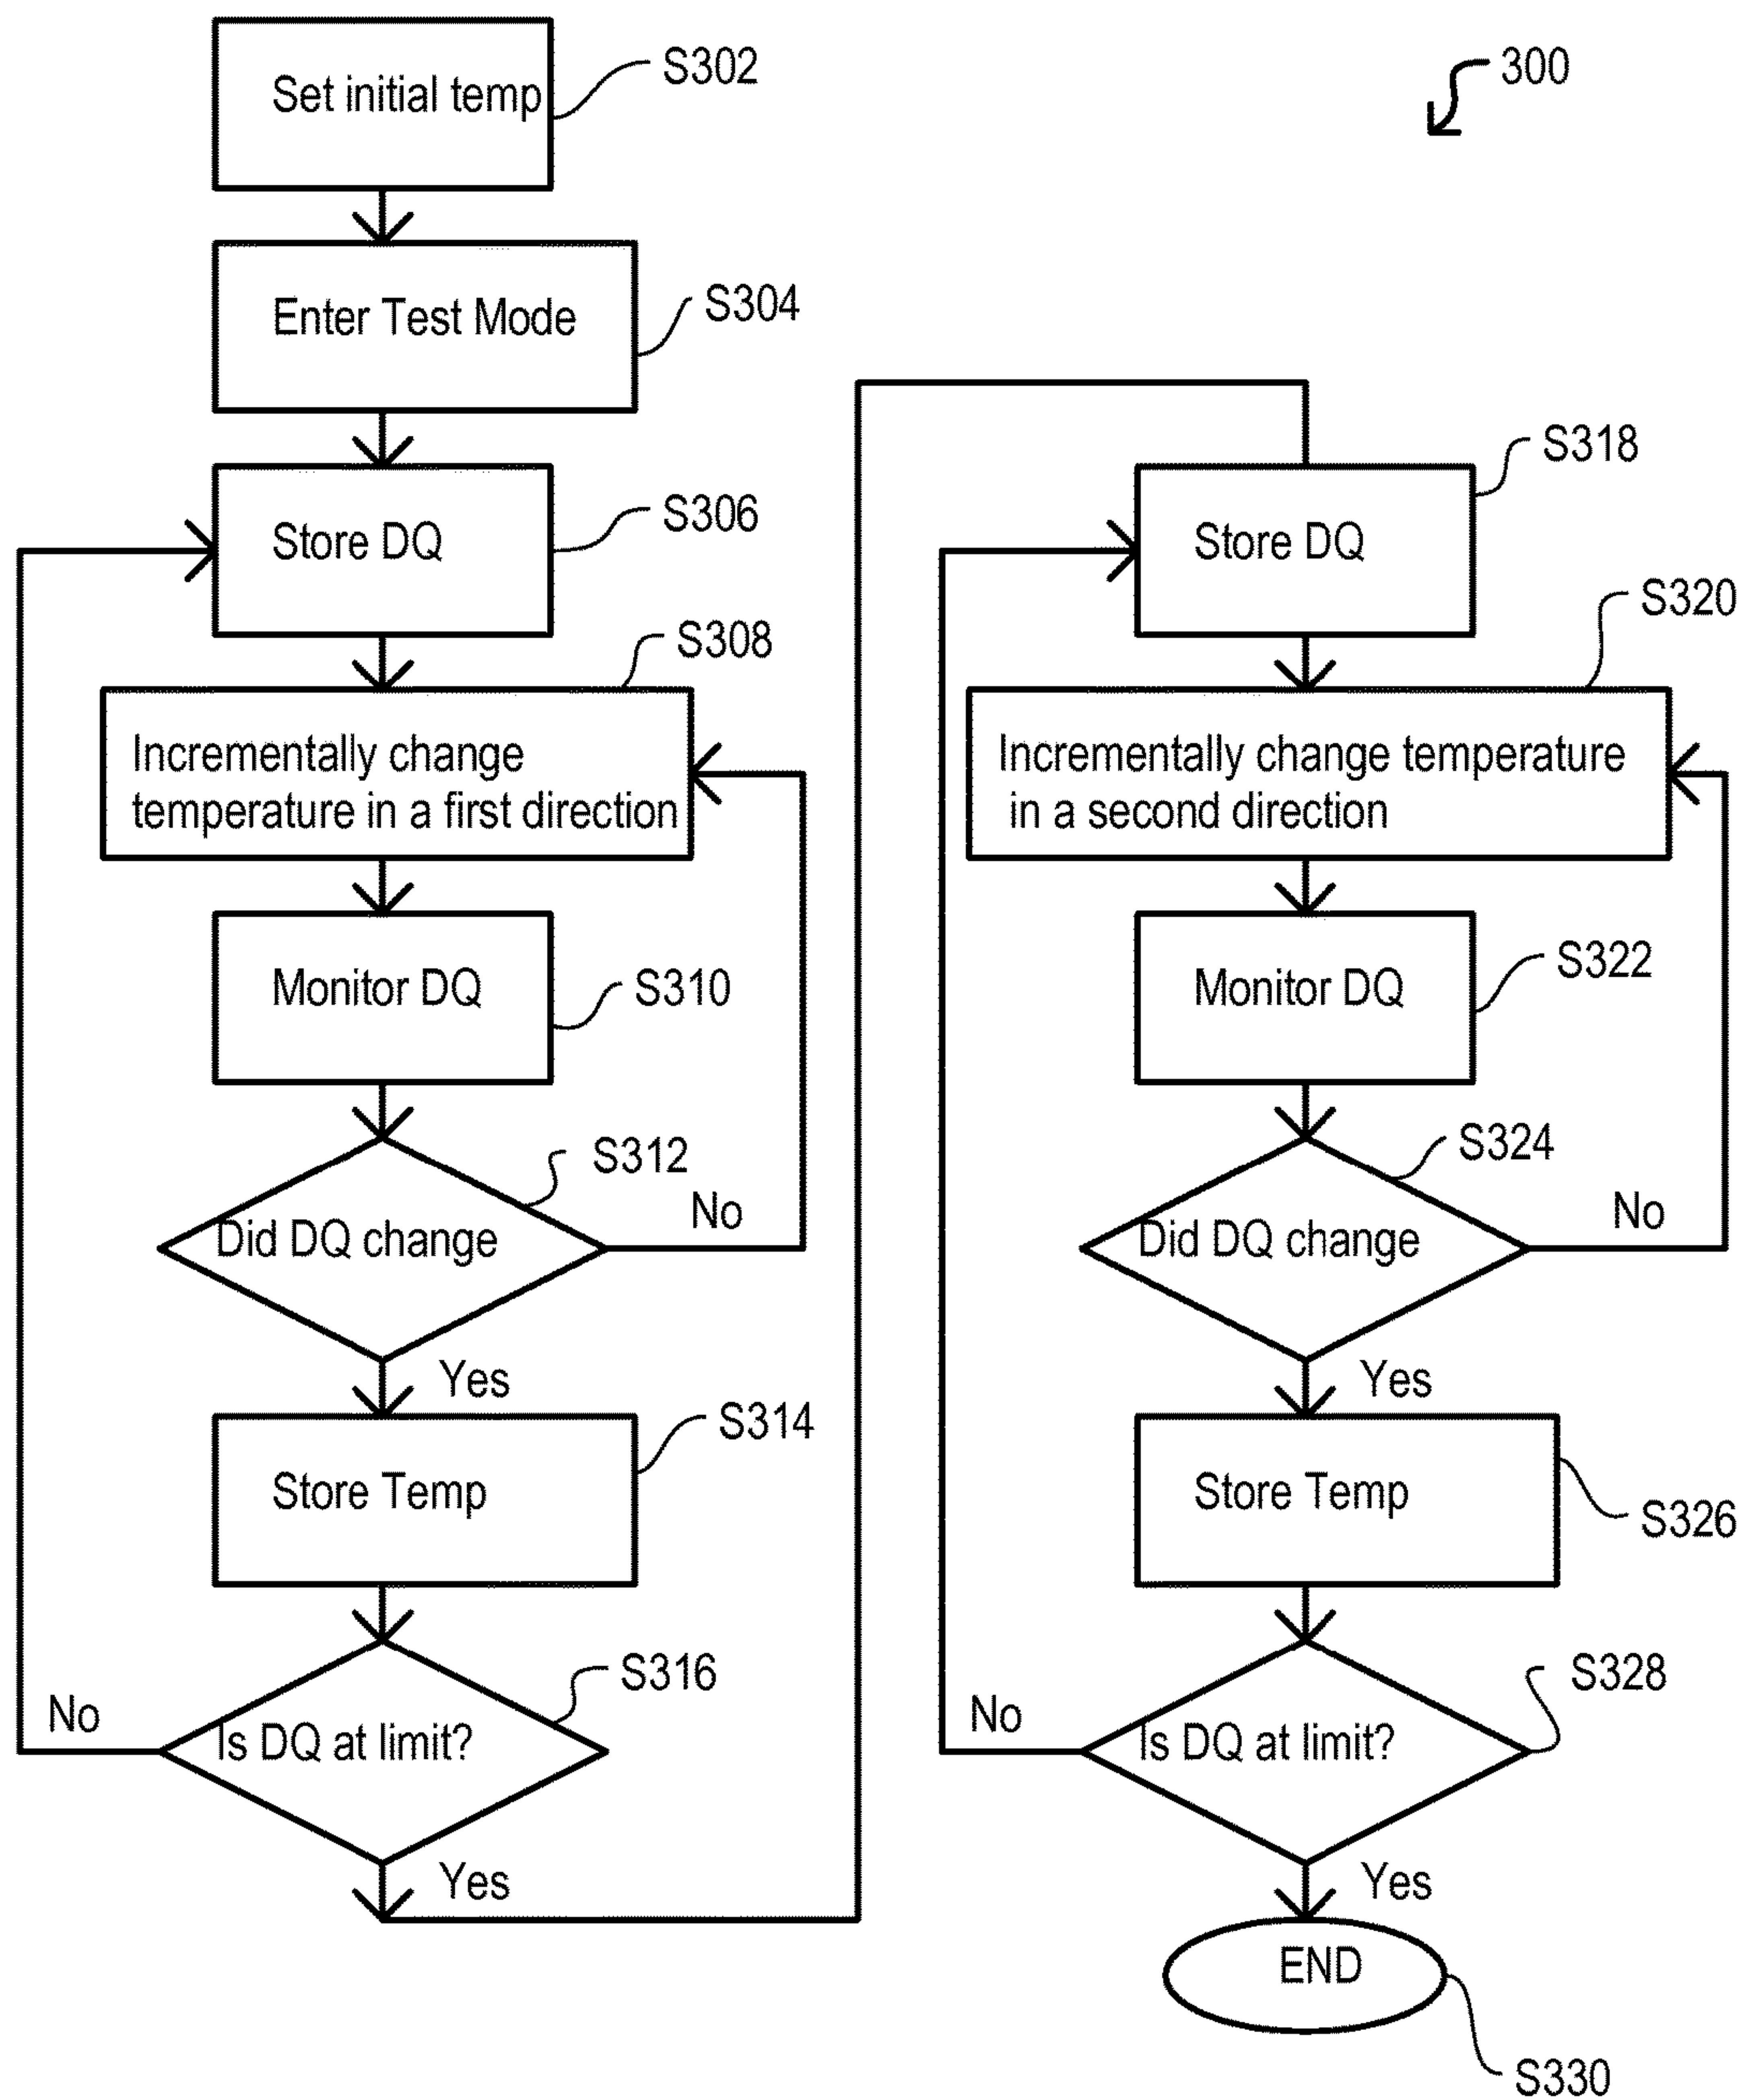 Set initial temp
S302
300
Enter Test Mode
S304
Store DQ
S306
S308
Incrementally change
temperature in a first direction
Monitor DQ
S310
S312
Did DQ change
No
Yes
S314
Store Temp
S316
No
Is DQ at limit?
Yes
S318
Store DQ
S320
Incrementally change temperature
in a second direction
Monitor DQ
S322
S324
Did DQ change
No
Yes
Store Temp
S326
S328
No
Is DQ at limit?
Yes
END
S330